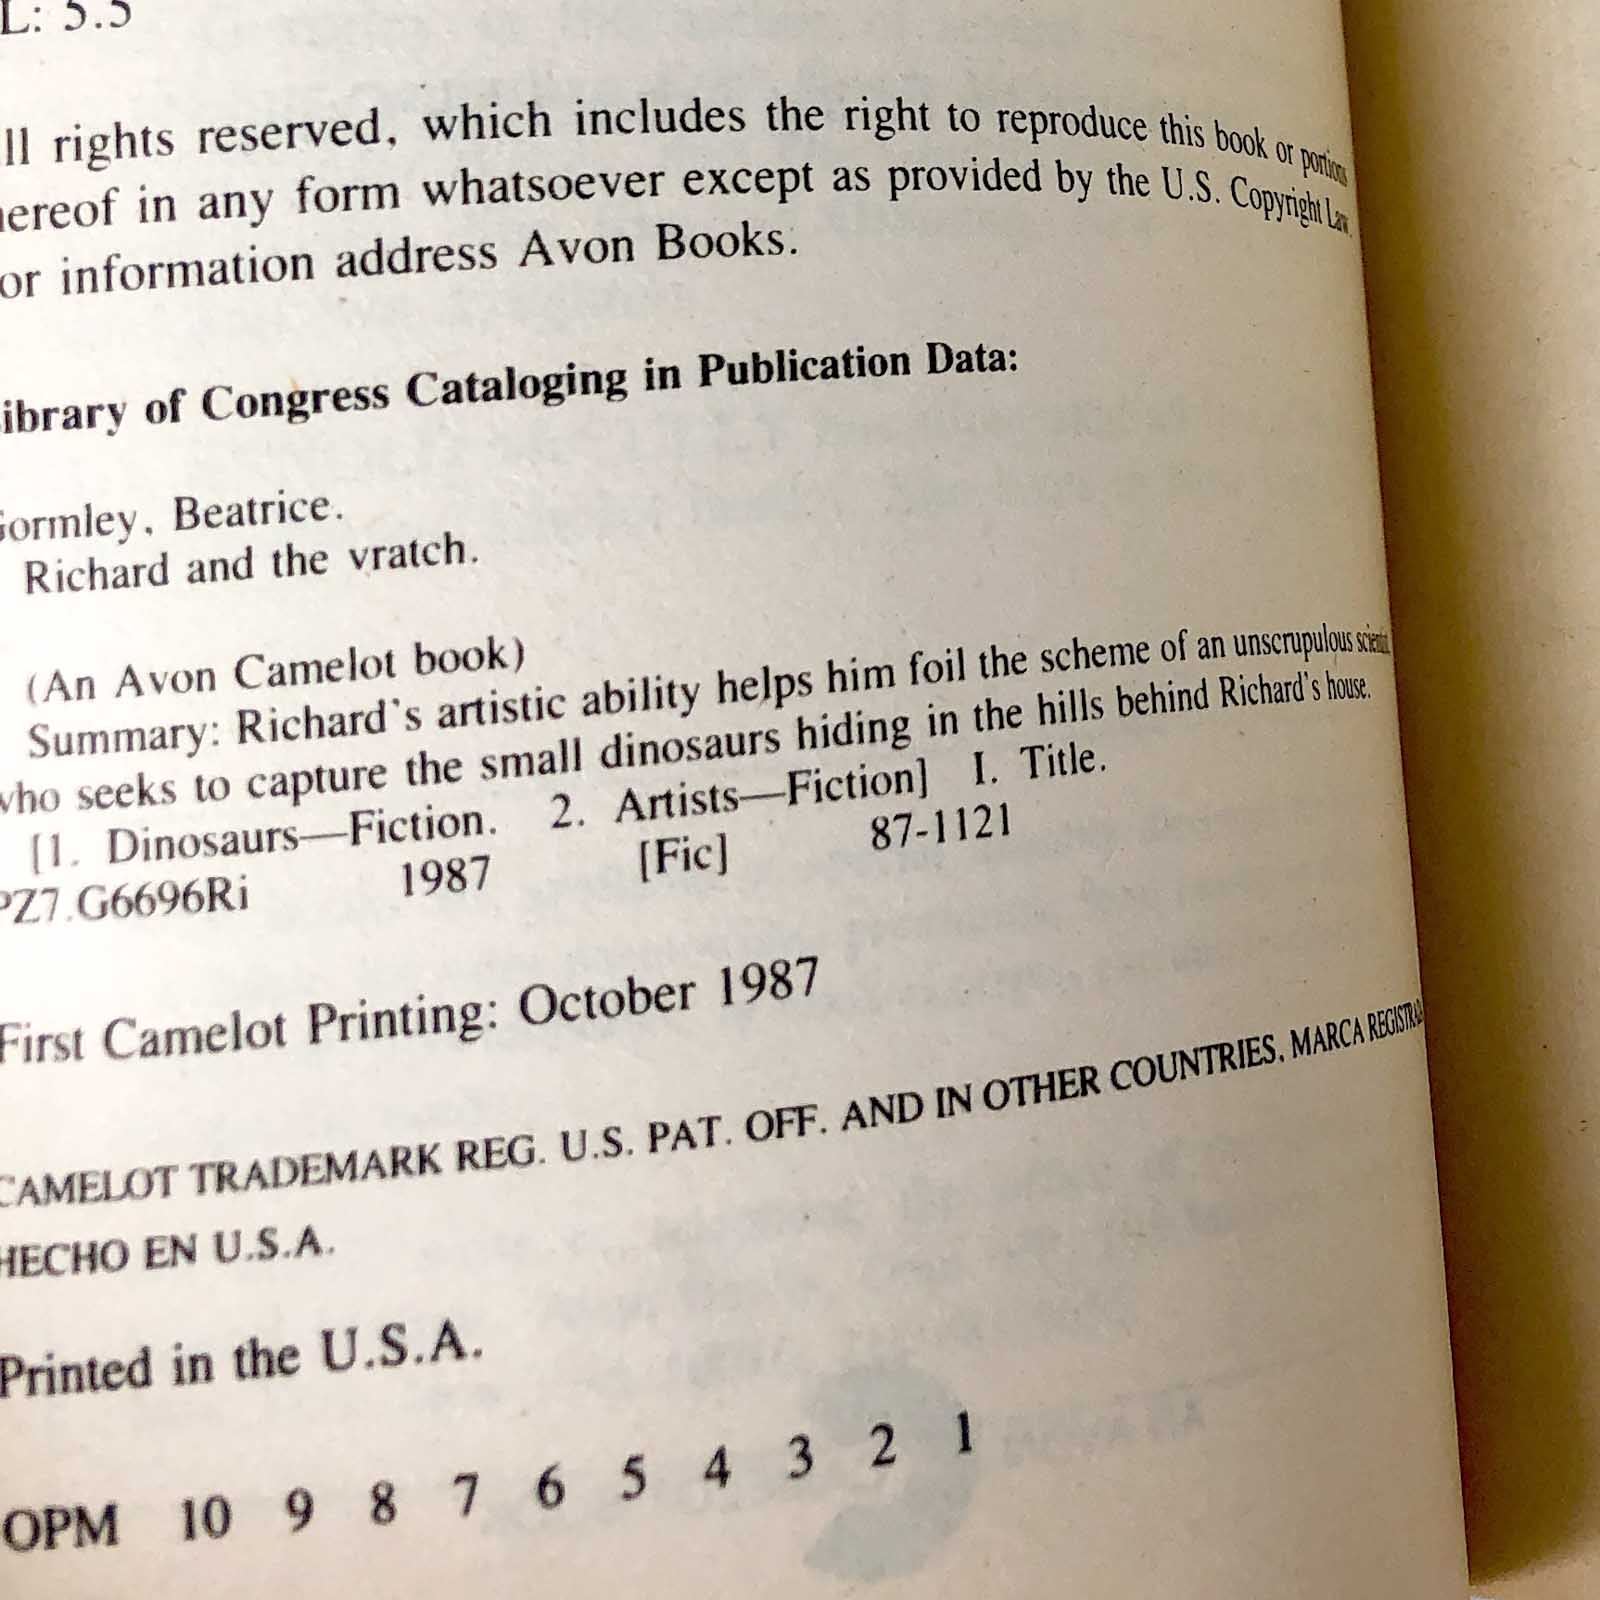 L: 5.5
ll rights reserved, which includes the right to reproduce this book or portions
hereof in any form whatsoever except as provided by the U.S. Copyright Law.
or information address Avon Books.
Library of Congress Cataloging in Publication Data:
Gormley, Beatrice.
Richard and the vratch.
(An Avon Camelot book)
Summary: Richard's artistic ability helps him foil the scheme of an unscrupulous scientist
who seeks to capture the small dinosaurs hiding in the hills behind Richard's house.
[1. Dinosaurs—Fiction. 2. Artists—Fiction] I. Title.
PZ7.G6696Ri 1987 [Fic] 87-1121
First Camelot Printing: October 1987
CAMELOT TRADEMARK REG. U.S. PAT. OFF. AND IN OTHER COUNTRIES, MARCA REGISTRADA
HECHO EN U.S.A.
Printed in the U.S.A.
OPM 10 9 8 7 6 5 4 3 2 1